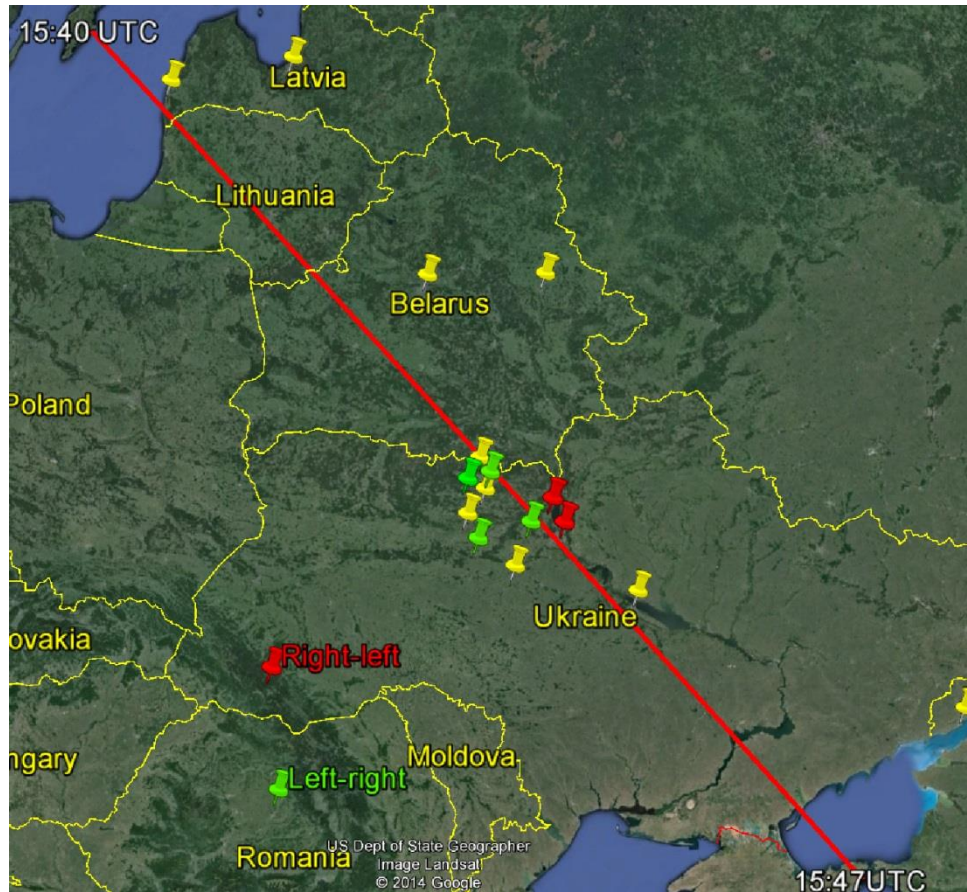 15:40 UTC
Latvia
Lithuania
Belarus
Poland
Ukraine
ovakia
Right-left
Moldova
ngary
Left-right
US Dept of State Geographer
Image Landsat
© 2014 Google
Romania
15:47UTC